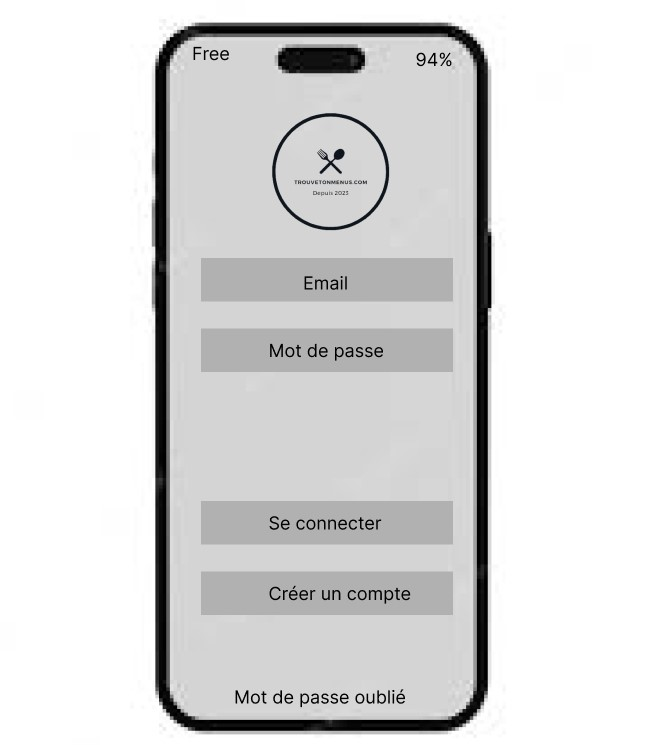 Free
94%
TROUVETONMENUS.COM
Depuis 2023
Email
Mot de passe
Se connecter
Créer un compte
Mot de passe oublié